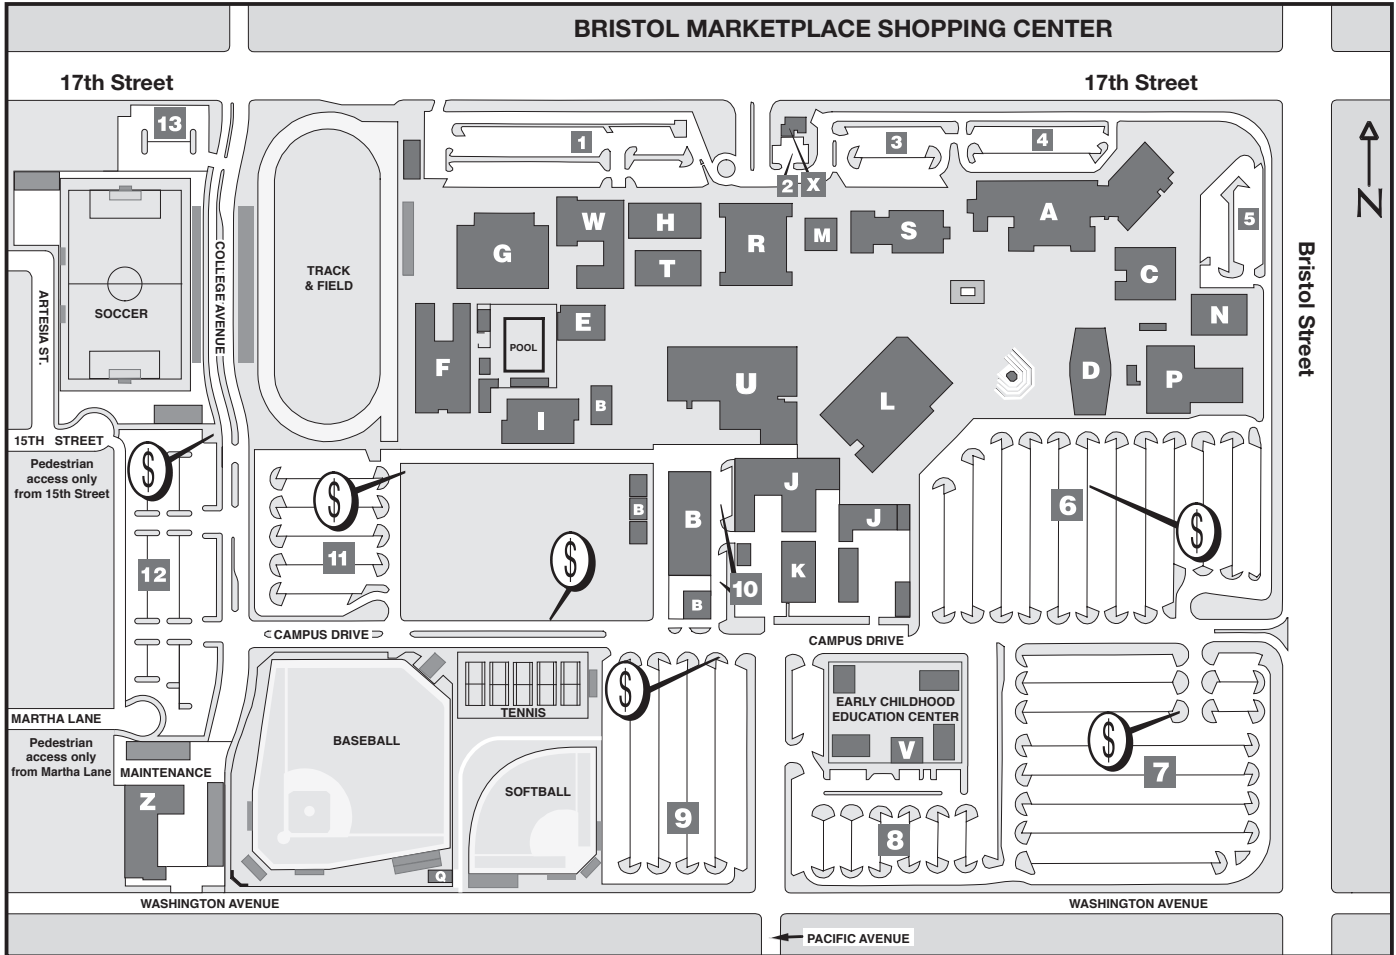 BRISTOL MARKETPLACE SHOPPING CENTER
17th Street
17th Street
13
1
3
4
2
X
5
N
COLLEGE AVENUE
ARTESIA ST.
Bristol Street
SOCCER
TRACK
& FIELD
G
W
H
T
R
M
S
A
C
N
F
POOL
E
I
B
U
L
D
P
15TH STREET
Pedestrian
access only
from 15th Street
$
$
$
$
12
11
B
B
B
10
J
J
K
6
CAMPUS DRIVE
CAMPUS DRIVE
MARTHA LANE
Pedestrian
access only
from Martha Lane
MAINTENANCE
Z
BASEBALL
TENNIS
SOFTBALL
Q
$
9
EARLY CHILDHOOD
EDUCATION CENTER
V
8
$
7
WASHINGTON AVENUE
WASHINGTON AVENUE
PACIFIC AVENUE